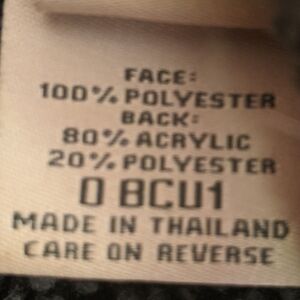 FACE:
100% POLYESTER
BACK:
80% ACRYLIC
20% POLYESTER
0 BCU1
MADE IN THAILAND
CARE ON REVERSE